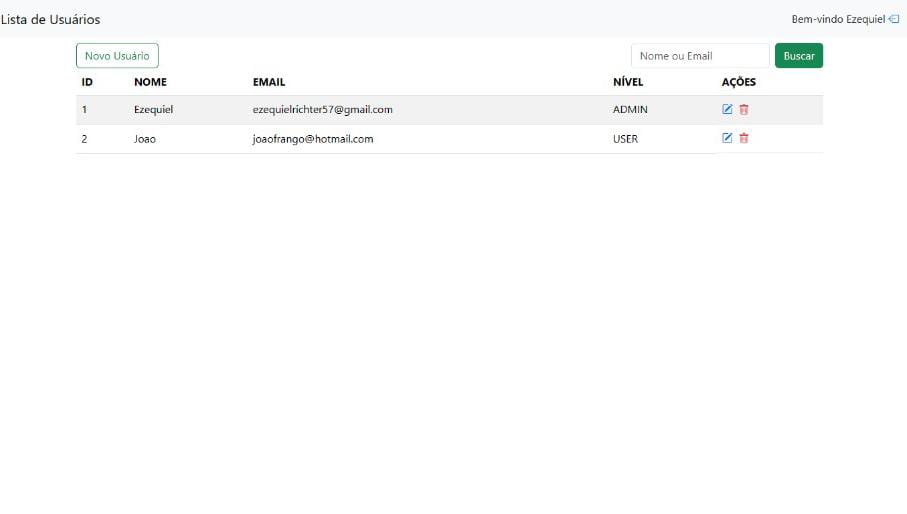 Lista de Usuários Bem-vindo Ezequiel
Novo Usuário Nome ou Email Buscar
ID NOME EMAIL NÍVEL AÇÕES
1 Ezequiel ezequielrichter57@gmail.com ADMIN
2 Joao joaofrango@hotmail.com USER